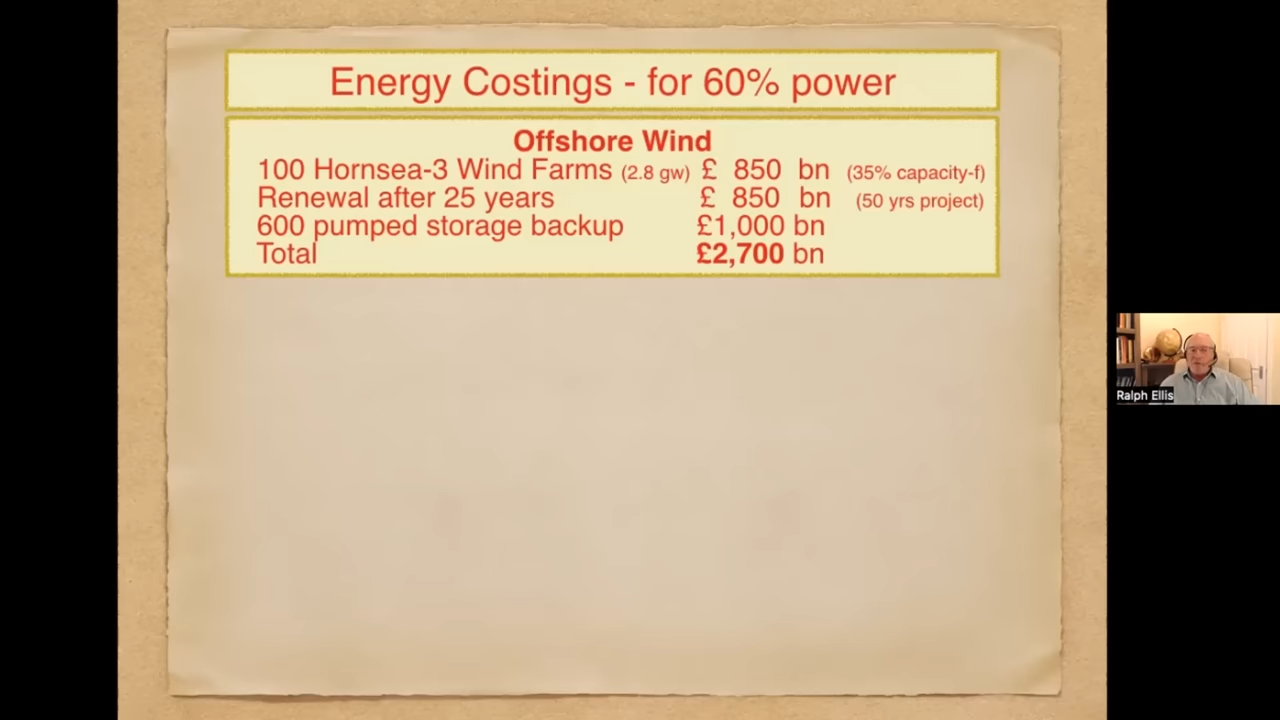 Energy Costings - for 60% power
Offshore Wind
100 Hornsea-3 Wind Farms (2.8 gw) £ 850 bn (35% capacity-f)
Renewal after 25 years £ 850 bn (50 yrs project)
600 pumped storage backup £1,000 bn
Total £2,700 bn
Ralph Ellis